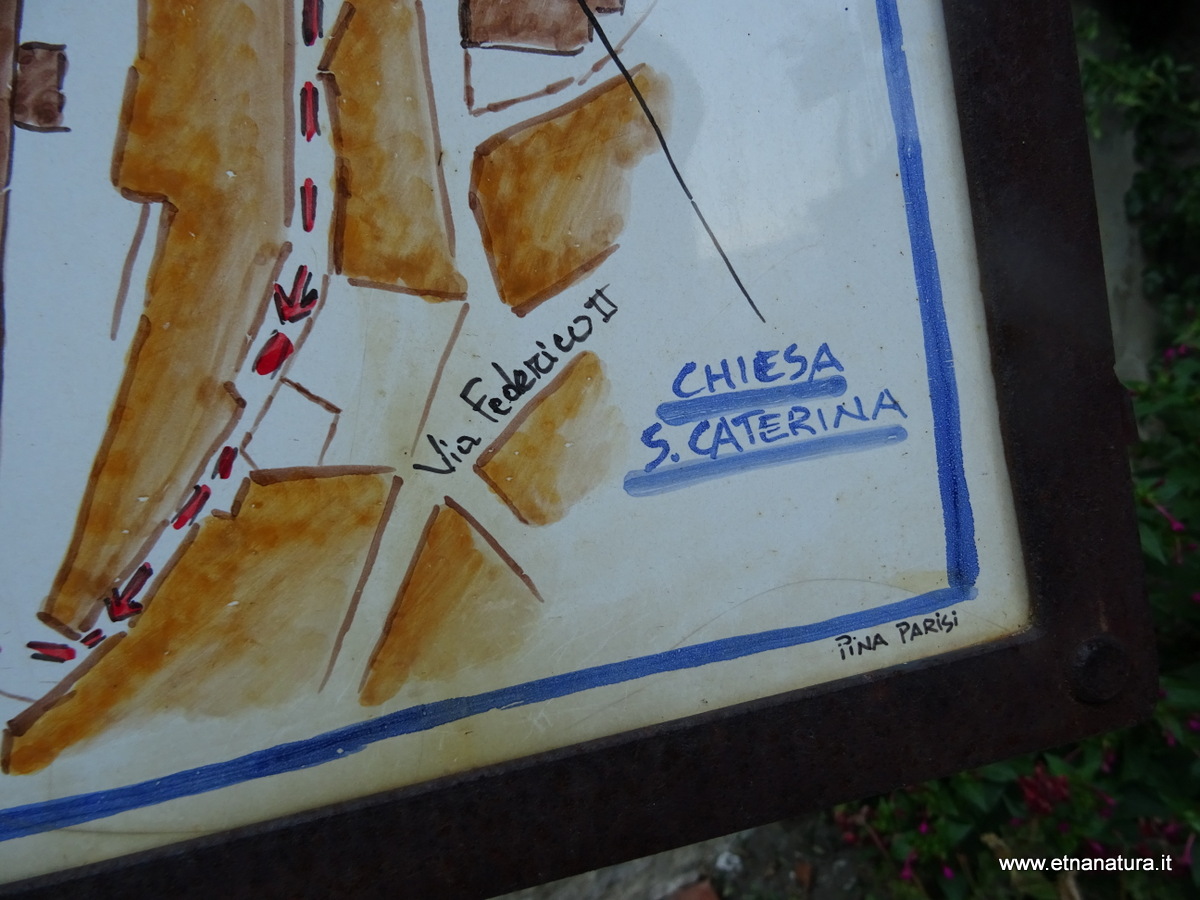 Via Federico II
CHIESA
S. CATERINA
PINA PARISI
www.etnanatura.it